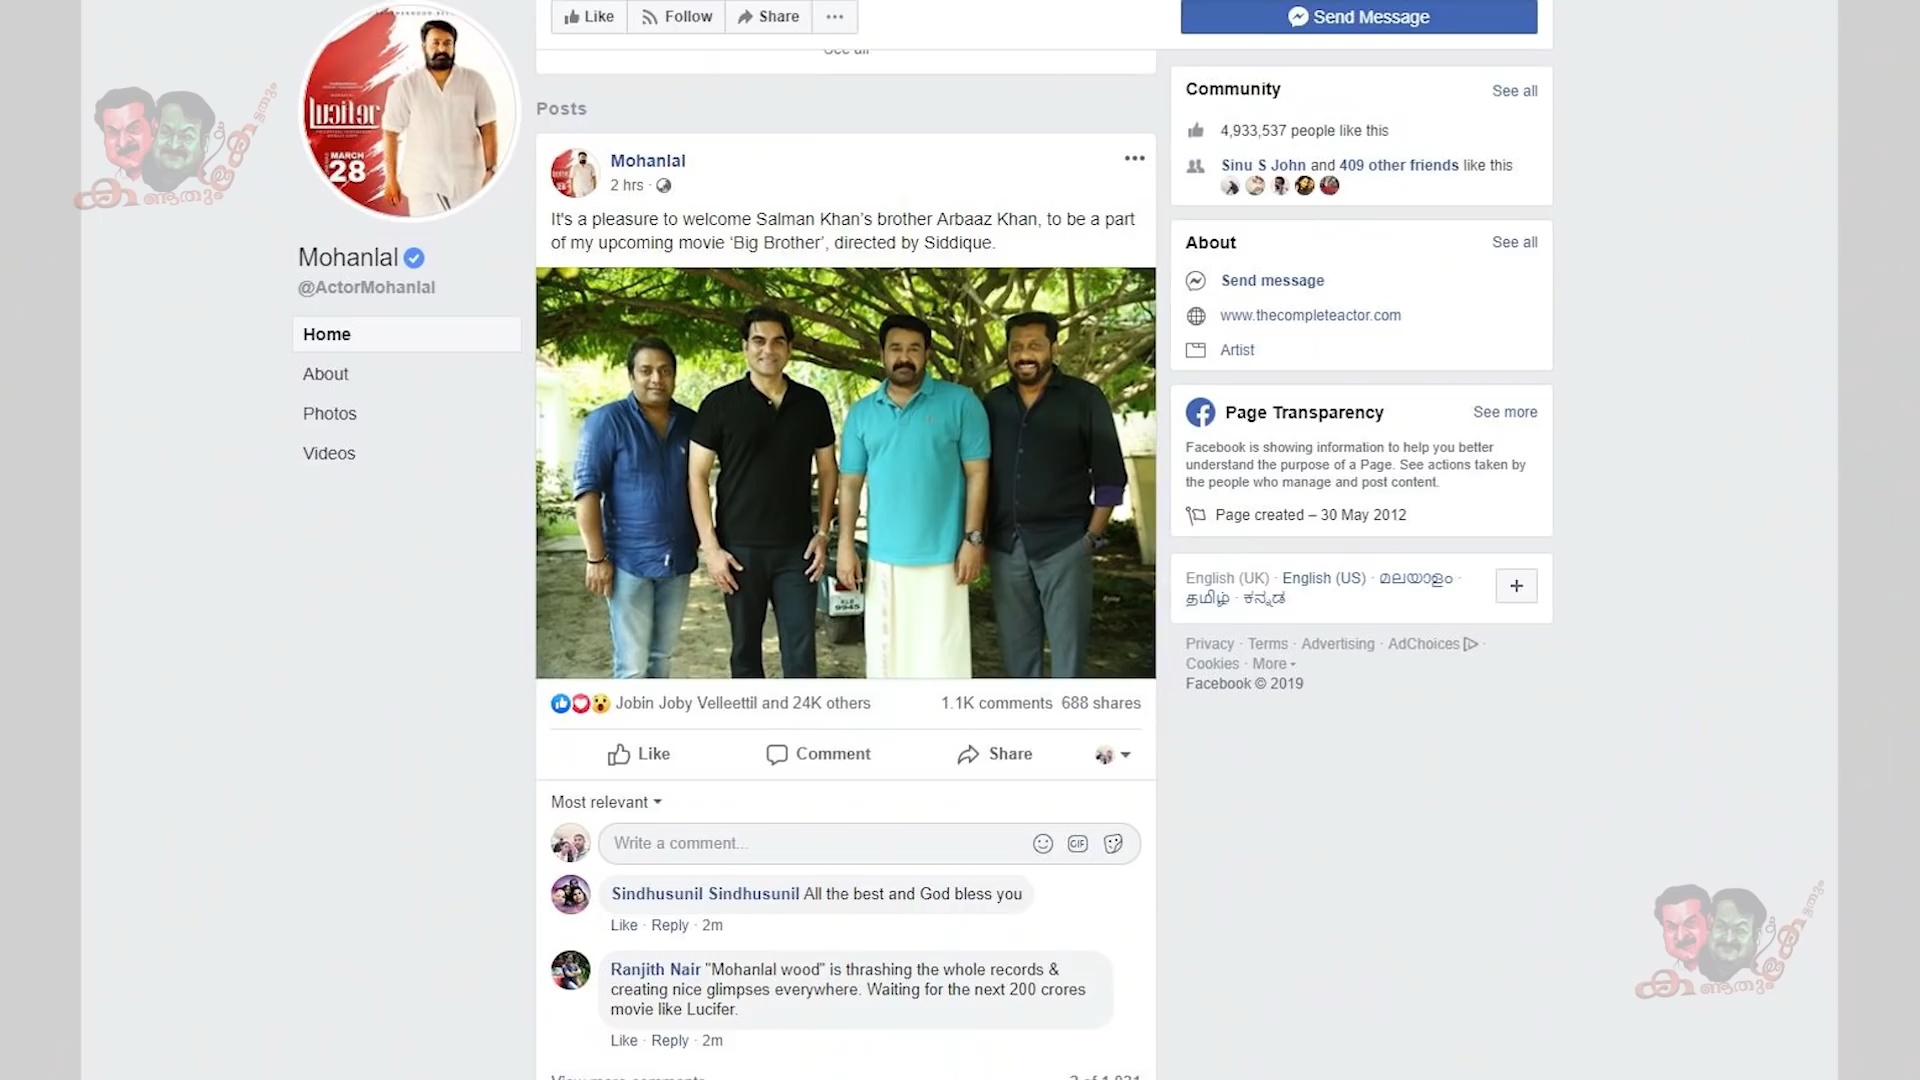 Like
Follow
Share
Send Message
See all
Lucifer
MARCH
28
Mohanlal
@ActorMohanlal
Home
About
Photos
Videos
Posts
Mohanlal
2 hrs ·
It's a pleasure to welcome Salman Khan’s brother Arbaaz Khan, to be a part
of my upcoming movie ‘Big Brother’, directed by Siddique.
9945
Jobin Joby Velleettil and 24K others
1.1K comments 688 shares
Like
Comment
Share
Most relevant
Write a comment...
GIF
Sindhusunil Sindhusunil All the best and God bless you
Like · Reply · 2m
Ranjith Nair "Mohanlal wood" is thrashing the whole records &
creating nice glimpses everywhere. Waiting for the next 200 crores
movie like Lucifer.
Like · Reply · 2m
View more comments
Community
See all
4,933,537 people like this
Sinu S John and 409 other friends like this
About
See all
Send message
www.thecompleteactor.com
Artist
Page Transparency
See more
Facebook is showing information to help you better
understand the purpose of a Page. See actions taken by
the people who manage and post content.
Page created – 30 May 2012
English (UK) · English (US) · മലയാളം ·
தமிழ் · ಕನ್ನಡ
Privacy · Terms · Advertising · AdChoices ·
Cookies · More
Facebook © 2019